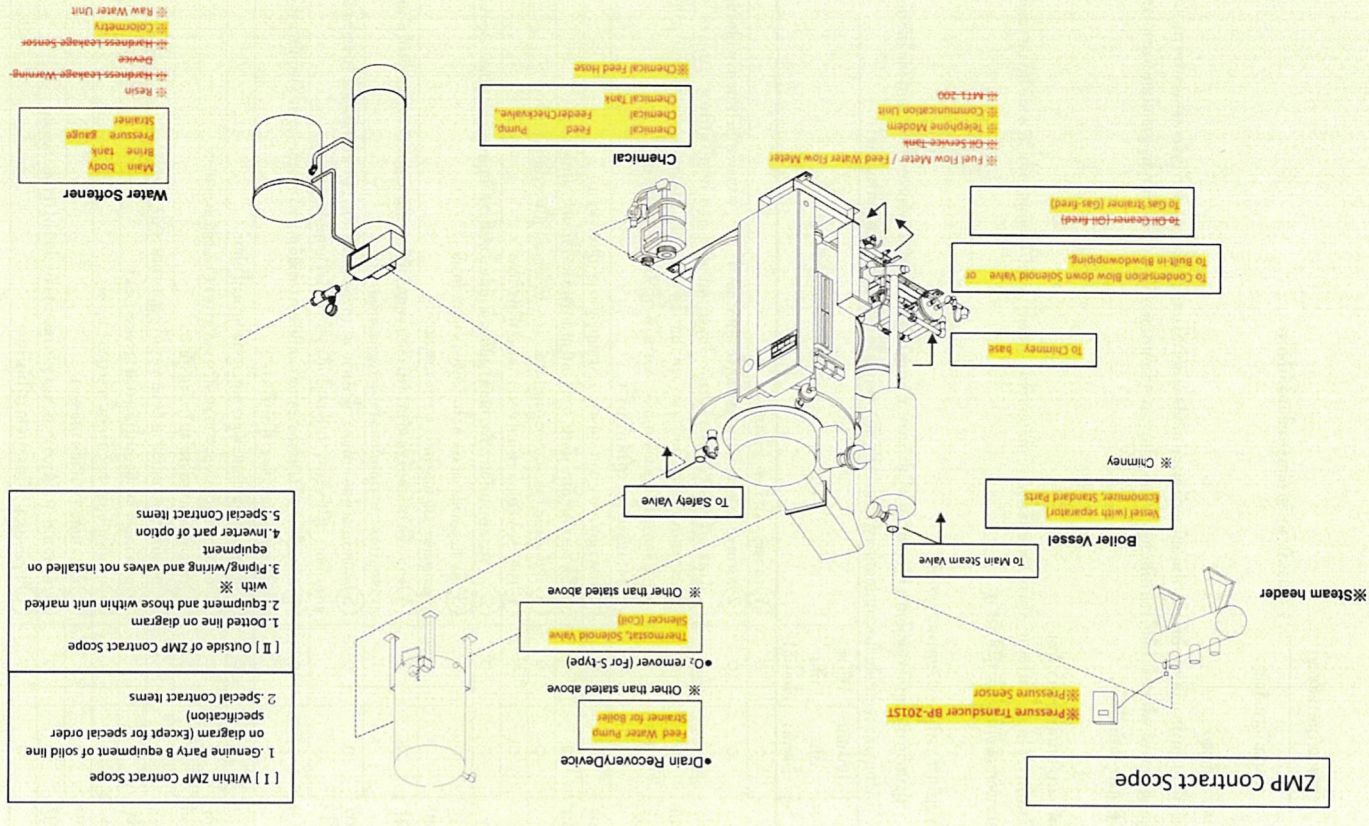 ZMP Contract Scope
※Pressure Transducer BP-201ST
※Pressure Sensor
※Steam header
●Drain RecoveryDevice
Feed Water Pump
Strainer for Boiler
※ Other than stated above
●O₂ remover (For S-type)
Thermostat, Solenoid Valve
Silencer (Coil)
※ Other than stated above
[ I ] Within ZMP Contract Scope
1 .Genuine Party B equipment of solid line
on diagram (Except for special order
specification)
2 .Special Contract Items
[ II ] Outside of ZMP Contract Scope
1.Dotted line on diagram
2.Equipment and those within unit marked
with ※
3.Piping/wiring and valves not installed on
equipment
4.Inverter part of option
5.Special Contract Items
To Main Steam Valve
To Safety Valve
Boiler Vessel
Vessel (with separator)
Economizer, Standard Parts
※ Chimney
To Chimney base
To Condensation Blow down Solenoid Valve or
To Built-in Blowdownpiping.
To Oil Cleaner (Oil fired)
To Gas Strainer (Gas-fired)
※ Fuel Flow Meter / Feed Water Flow Meter
※ Oil Service Tank
※ Telephone Modem
※ Communication Unit
※ MT1 200
Chemical
Chemical Feed Pump,
Chemical FeederCheckvalve,
Chemical Tank
※Chemical Feed Hose
Water Softener
Main body
Brine tank
Pressure gauge
Strainer
※ Resin
※ Hardness Leakage Warning
Device
※ Hardness Leakage Sensor
※ Colormetry
※ Raw Water Unit